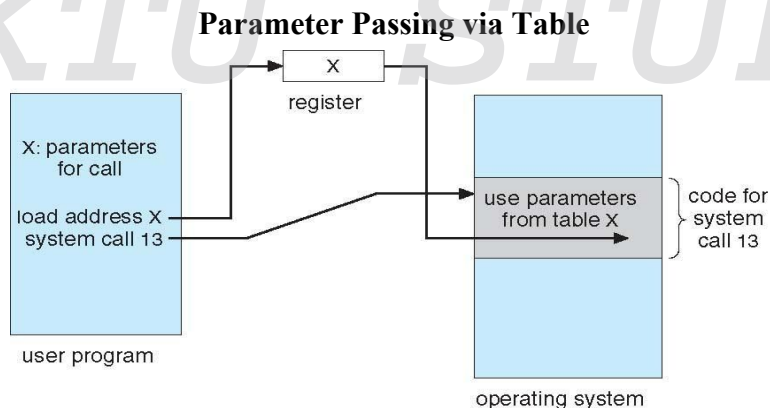 Parameter Passing via Table
X
register
X: parameters
for call
load address X
system call 13
use parameters
from table X
code for
system
call 13
user program
operating system